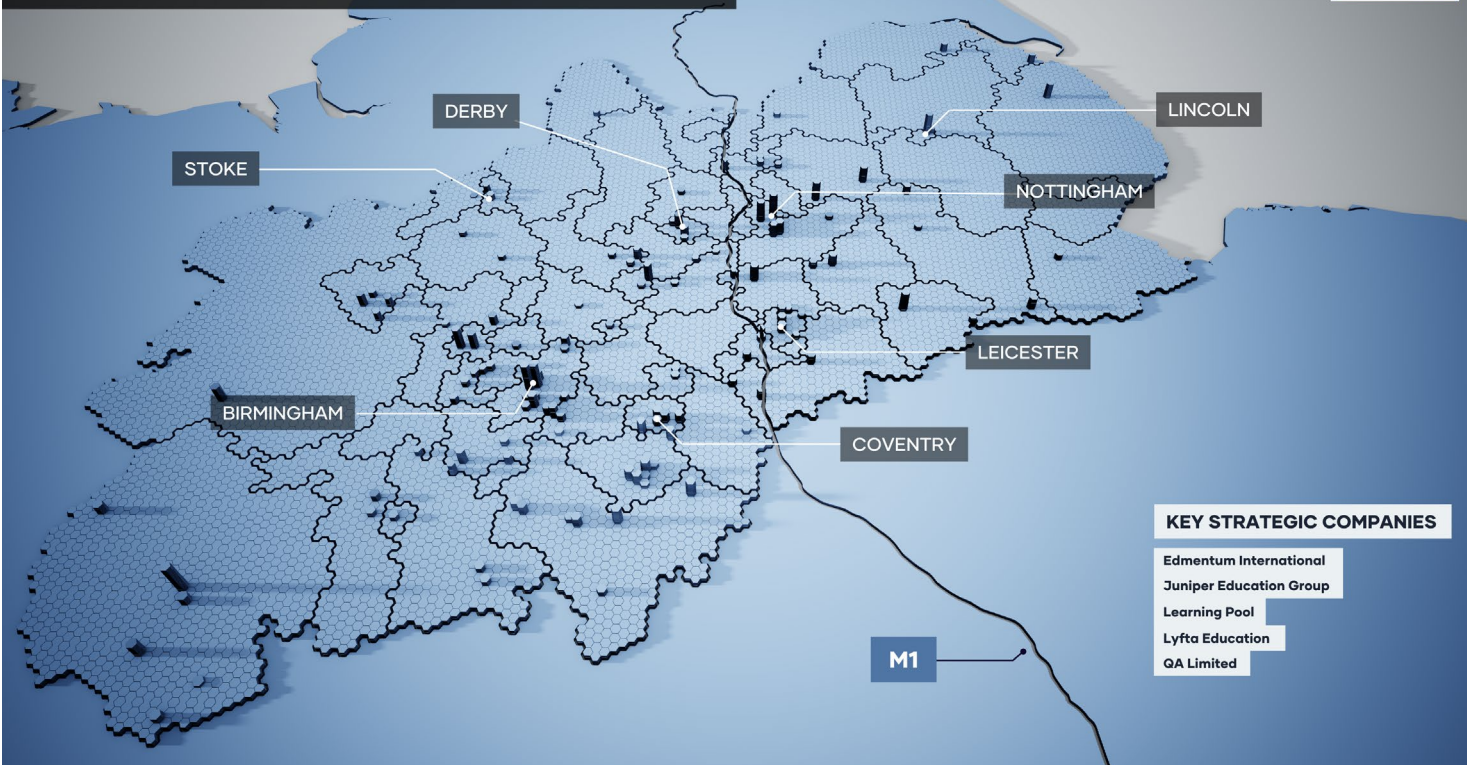 DERBY
LINCOLN
STOKE
NOTTINGHAM
LEICESTER
BIRMINGHAM
COVENTRY
KEY STRATEGIC COMPANIES
Edmentum International
Juniper Education Group
Learning Pool
Lyfta Education
QA Limited
M1